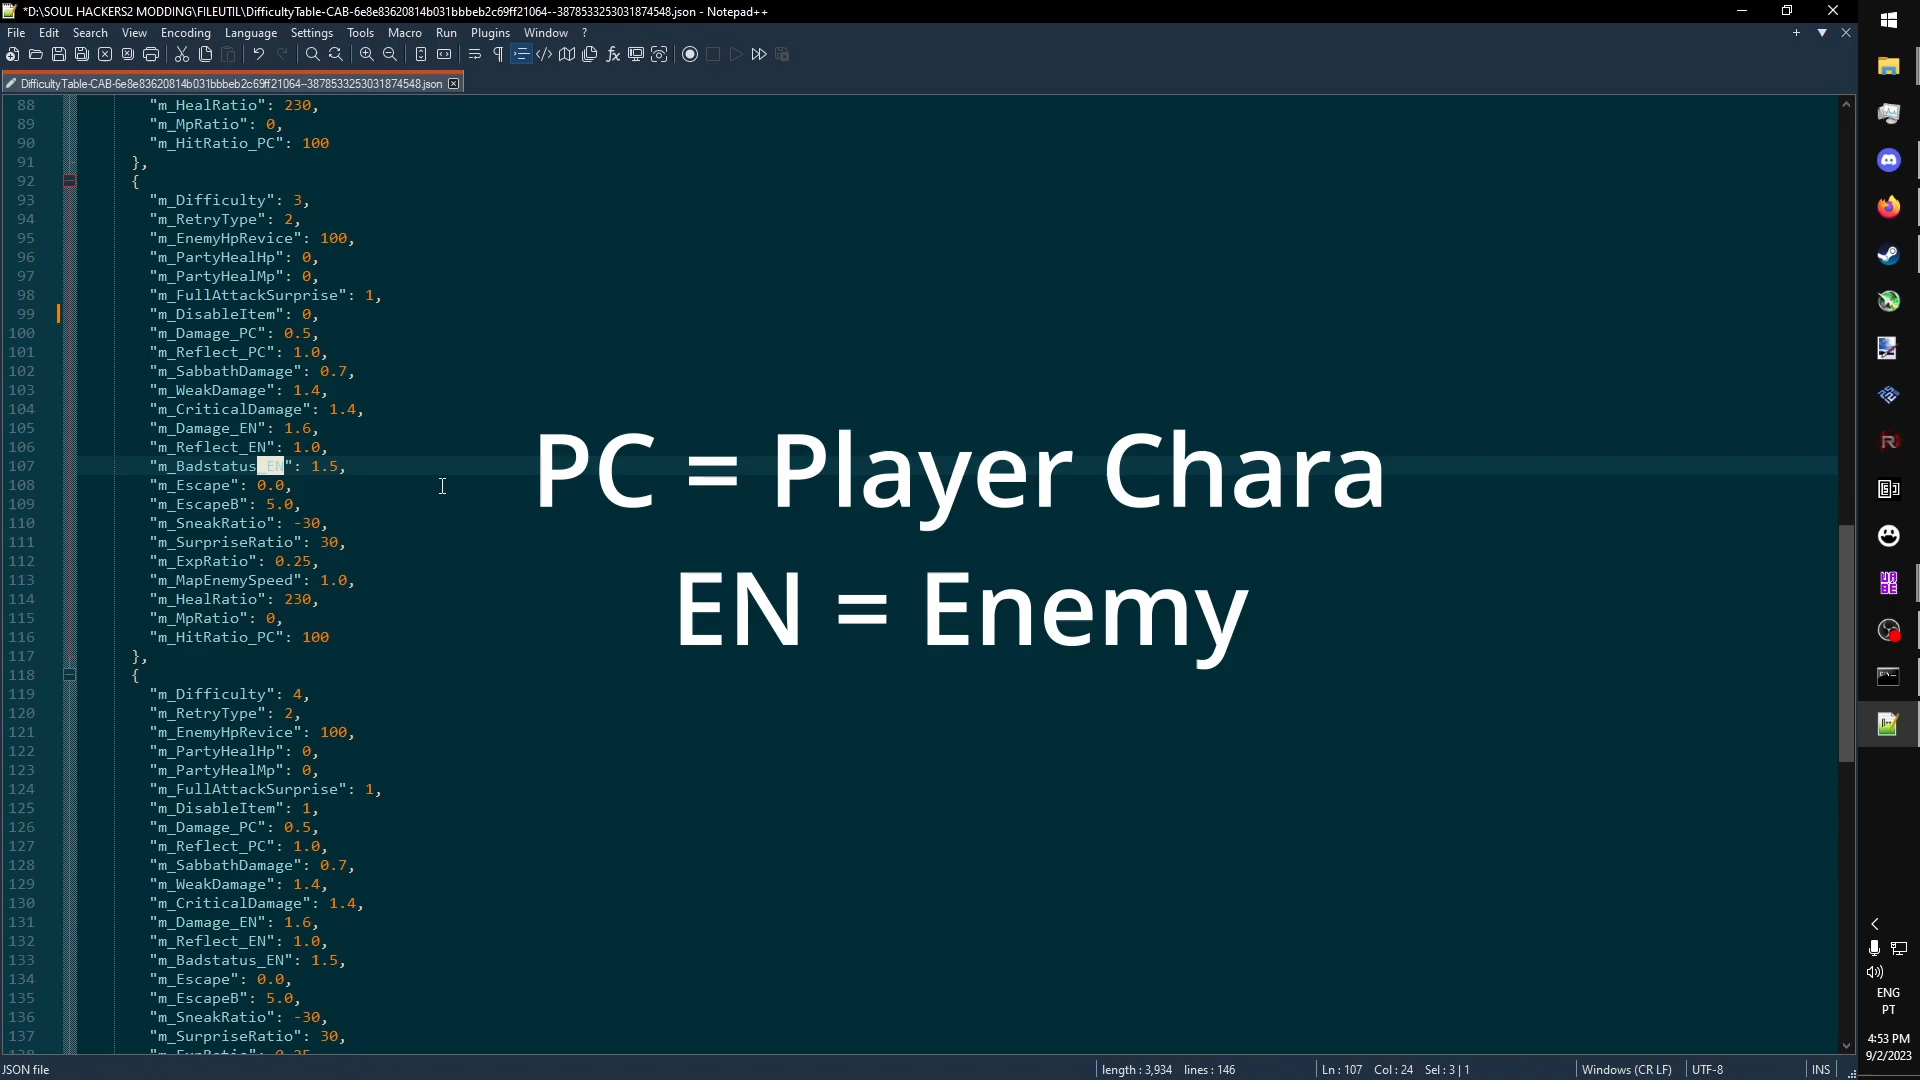 *D:\SOUL HACKERS2 MODDING\FILEUTIL\DifficultyTable-CAB-6e8e83620814b031bbbeb2c69ff21064--3878533253031874548.json - Notepad++
File Edit Search View Encoding Language Settings Tools Macro Run Plugins Window ?
DifficultyTable-CAB-6e8e83620814b031bbbeb2c69ff21064--3878533253031874548.json
88 "m_HealRatio": 230,
89 "m_MpRatio": 0,
90 "m_HitRatio_PC": 100
91 },
92 {
93 "m_Difficulty": 3,
94 "m_RetryType": 2,
95 "m_EnemyHpRevice": 100,
96 "m_PartyHealHp": 0,
97 "m_PartyHealMp": 0,
98 "m_FullAttackSurprise": 1,
99 "m_DisableItem": 0,
100 "m_Damage_PC": 0.5,
101 "m_Reflect_PC": 1.0,
102 "m_SabbathDamage": 0.7,
103 "m_WeakDamage": 1.4,
104 "m_CriticalDamage": 1.4,
105 "m_Damage_EN": 1.6,
106 "m_Reflect_EN": 1.0,
107 "m_Badstatus_EN": 1.5,
108 "m_Escape": 0.0,
109 "m_EscapeB": 5.0,
110 "m_SneakRatio": -30,
111 "m_SurpriseRatio": 30,
112 "m_ExpRatio": 0.25,
113 "m_MapEnemySpeed": 1.0,
114 "m_HealRatio": 230,
115 "m_MpRatio": 0,
116 "m_HitRatio_PC": 100
117 },
118 {
119 "m_Difficulty": 4,
120 "m_RetryType": 2,
121 "m_EnemyHpRevice": 100,
122 "m_PartyHealHp": 0,
123 "m_PartyHealMp": 0,
124 "m_FullAttackSurprise": 1,
125 "m_DisableItem": 1,
126 "m_Damage_PC": 0.5,
127 "m_Reflect_PC": 1.0,
128 "m_SabbathDamage": 0.7,
129 "m_WeakDamage": 1.4,
130 "m_CriticalDamage": 1.4,
131 "m_Damage_EN": 1.6,
132 "m_Reflect_EN": 1.0,
133 "m_Badstatus_EN": 1.5,
134 "m_Escape": 0.0,
135 "m_EscapeB": 5.0,
136 "m_SneakRatio": -30,
137 "m_SurpriseRatio": 30,
PC = Player Chara
EN = Enemy
ENG
PT
4:53 PM
9/2/2023
JSON file length : 3,934 lines : 146 Ln : 107 Col : 24 Sel : 3 | 1 Windows (CR LF) UTF-8 INS